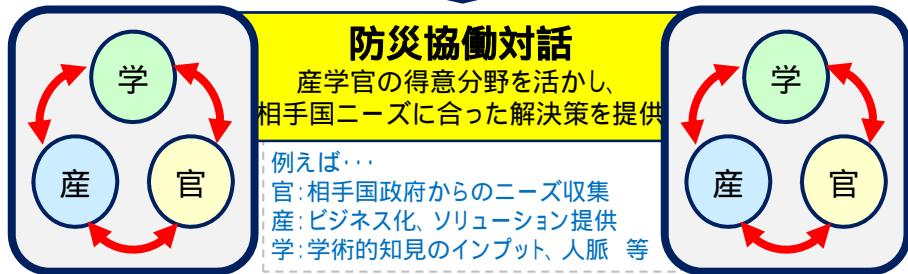 学
産
官
防災協働対話
産学官の得意分野を活かし、
相手国ニーズに合った解決策を提供
例えば･･･
官：相手国政府からのニーズ収集
産：ビジネス化、ソリューション提供
学：学術的知見のインプット、人脈　等
学
産
官